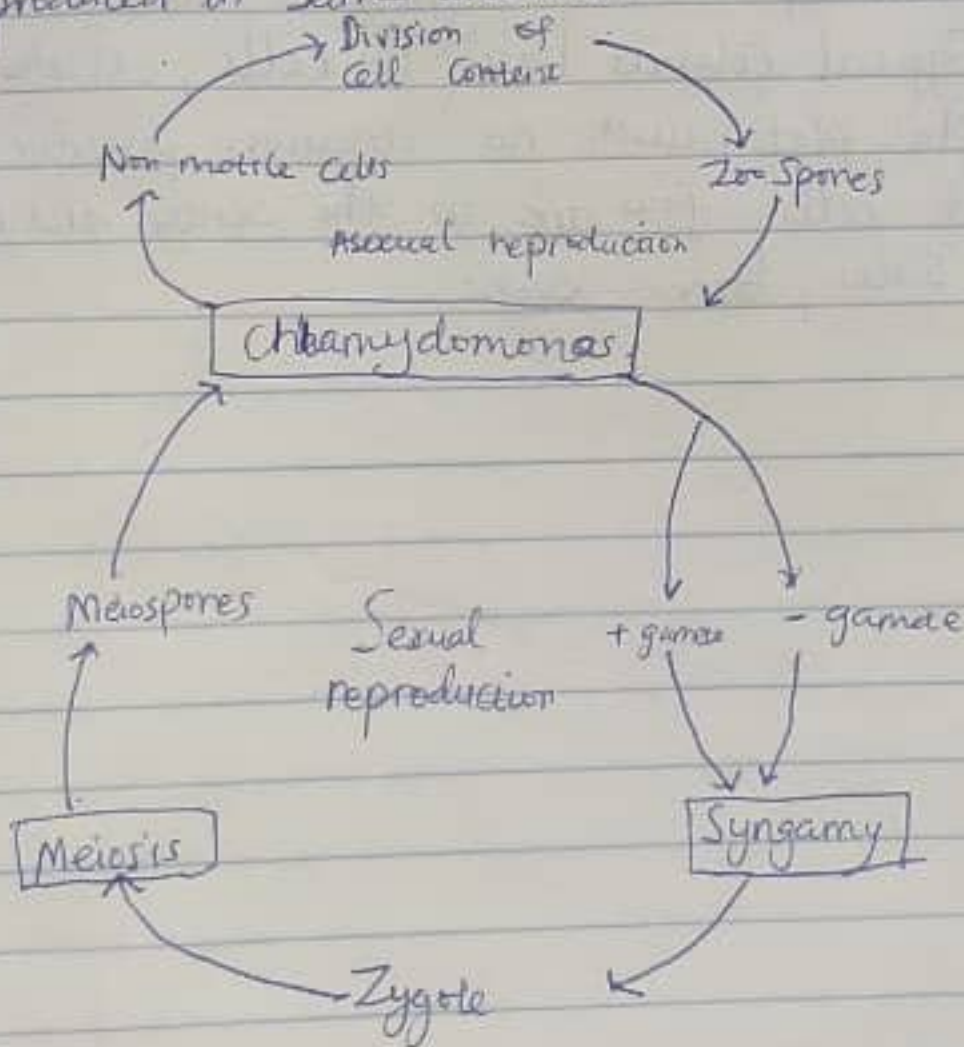 Division of
Cell Content
Non motile cells
Zoo Spores
Asexual reproduction
Chlamydomonas
Meiospores
Sexual
reproduction
+ gamete
- gamete
Meiosis
Syngamy
Zygote